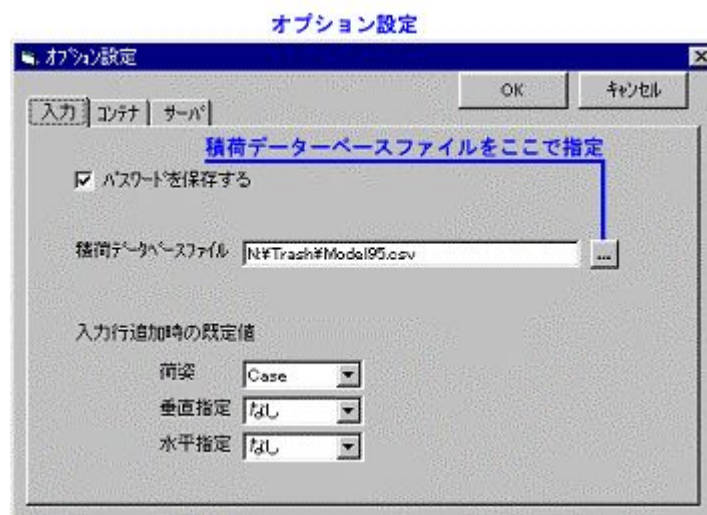 オプション設定
オプション設定
OK
キャンセル
入力
コンテナ
サーバ
積荷データーベースファイルをここで指定
パスワードを保存する
積荷データベースファイル
N:¥Trash¥Model95.csv
...
入力行追加時の既定値
荷姿
Case
垂直指定
なし
水平指定
なし